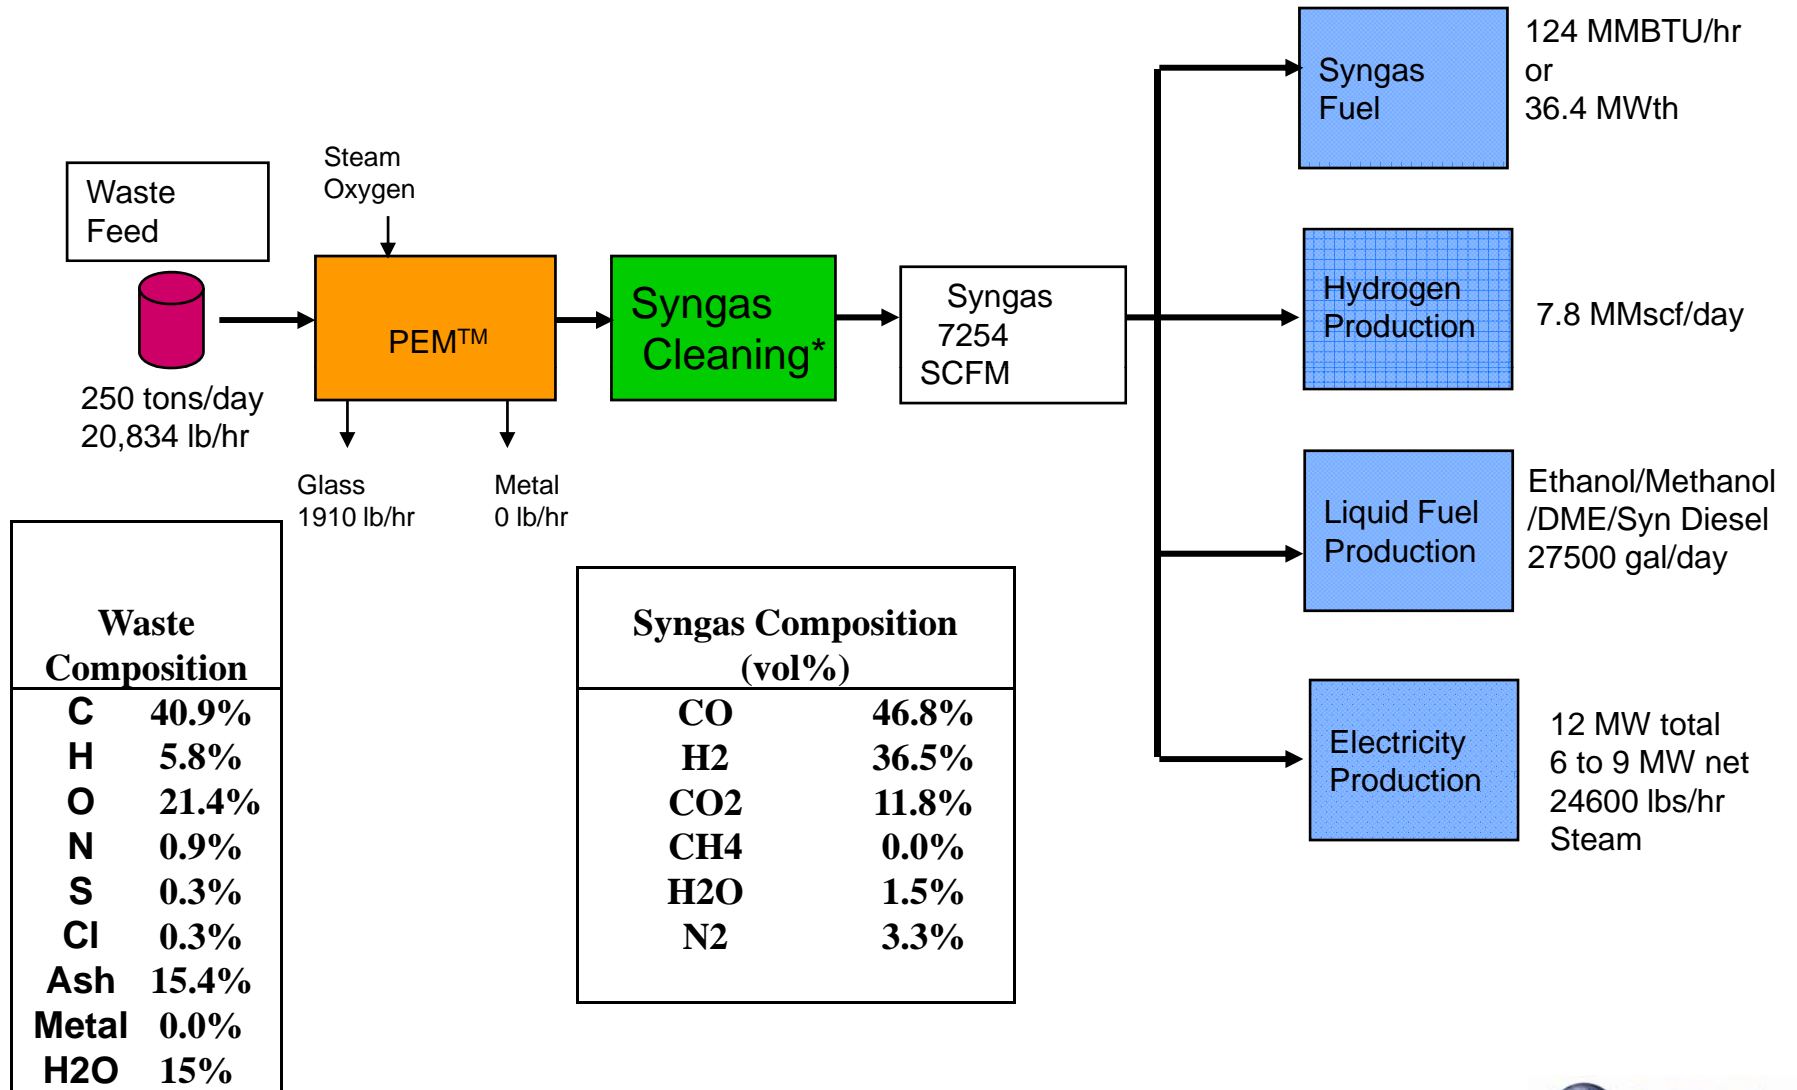 124 MMBTU/hr
or
36.4 MWth
Syngas
Fuel
Steam
Oxygen
Waste
Feed
PEM™
Syngas
Cleaning*
Syngas
7254
SCFM
Hydrogen
Production
7.8 MMscf/day
250 tons/day
20,834 lb/hr
Glass
1910 lb/hr
Metal
0 lb/hr
Liquid Fuel
Production
Ethanol/Methanol
/DME/Syn Diesel
27500 gal/day
Electricity
Production
12 MW total
6 to 9 MW net
24600 lbs/hr
Steam
Waste
Composition
C 40.9%
H 5.8%
O 21.4%
N 0.9%
S 0.3%
Cl 0.3%
Ash 15.4%
Metal 0.0%
H2O 15%
Syngas Composition
(vol%)
CO 46.8%
H2 36.5%
CO2 11.8%
CH4 0.0%
H2O 1.5%
N2 3.3%